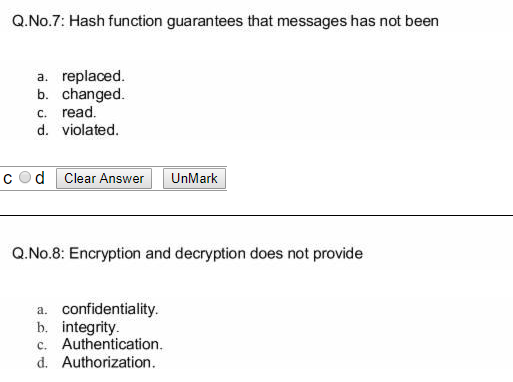 Q.No.7: Hash function guarantees that messages has not been
a. replaced.
b. changed.
c. read.
d. violated.
c d Clear Answer UnMark
Q.No.8: Encryption and decryption does not provide
a. confidentiality.
b. integrity.
c. Authentication.
d. Authorization.